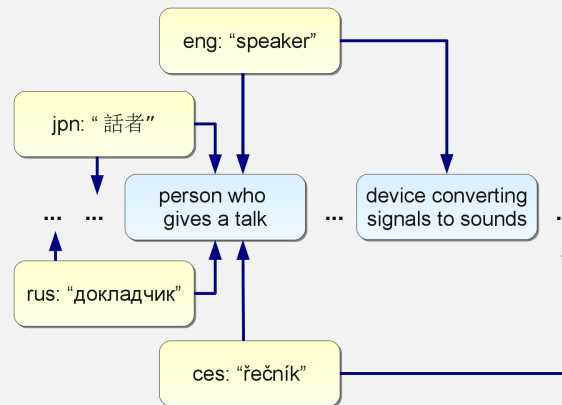 eng: “speaker”
jpn: “ 話者”
person who
gives a talk
device converting
signals to sounds
... ...
...
..
rus: “докладчик”
ces: “řečník”